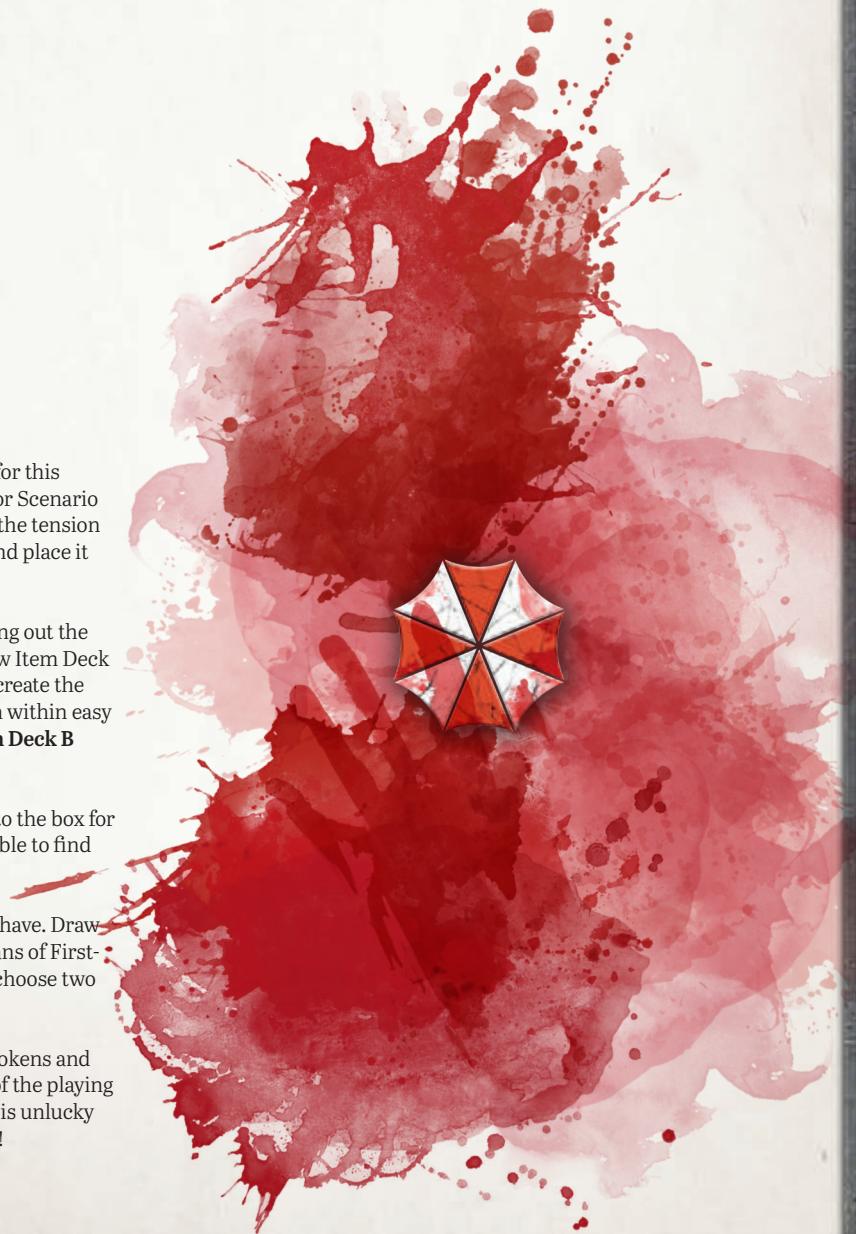 for this
or Scenario
the tension
nd place it
ng out the
w Item Deck
create the
n within easy
n Deck B
to the box for
ble to find
have. Draw
ns of First-
choose two
okens and
of the playing
is unlucky
!